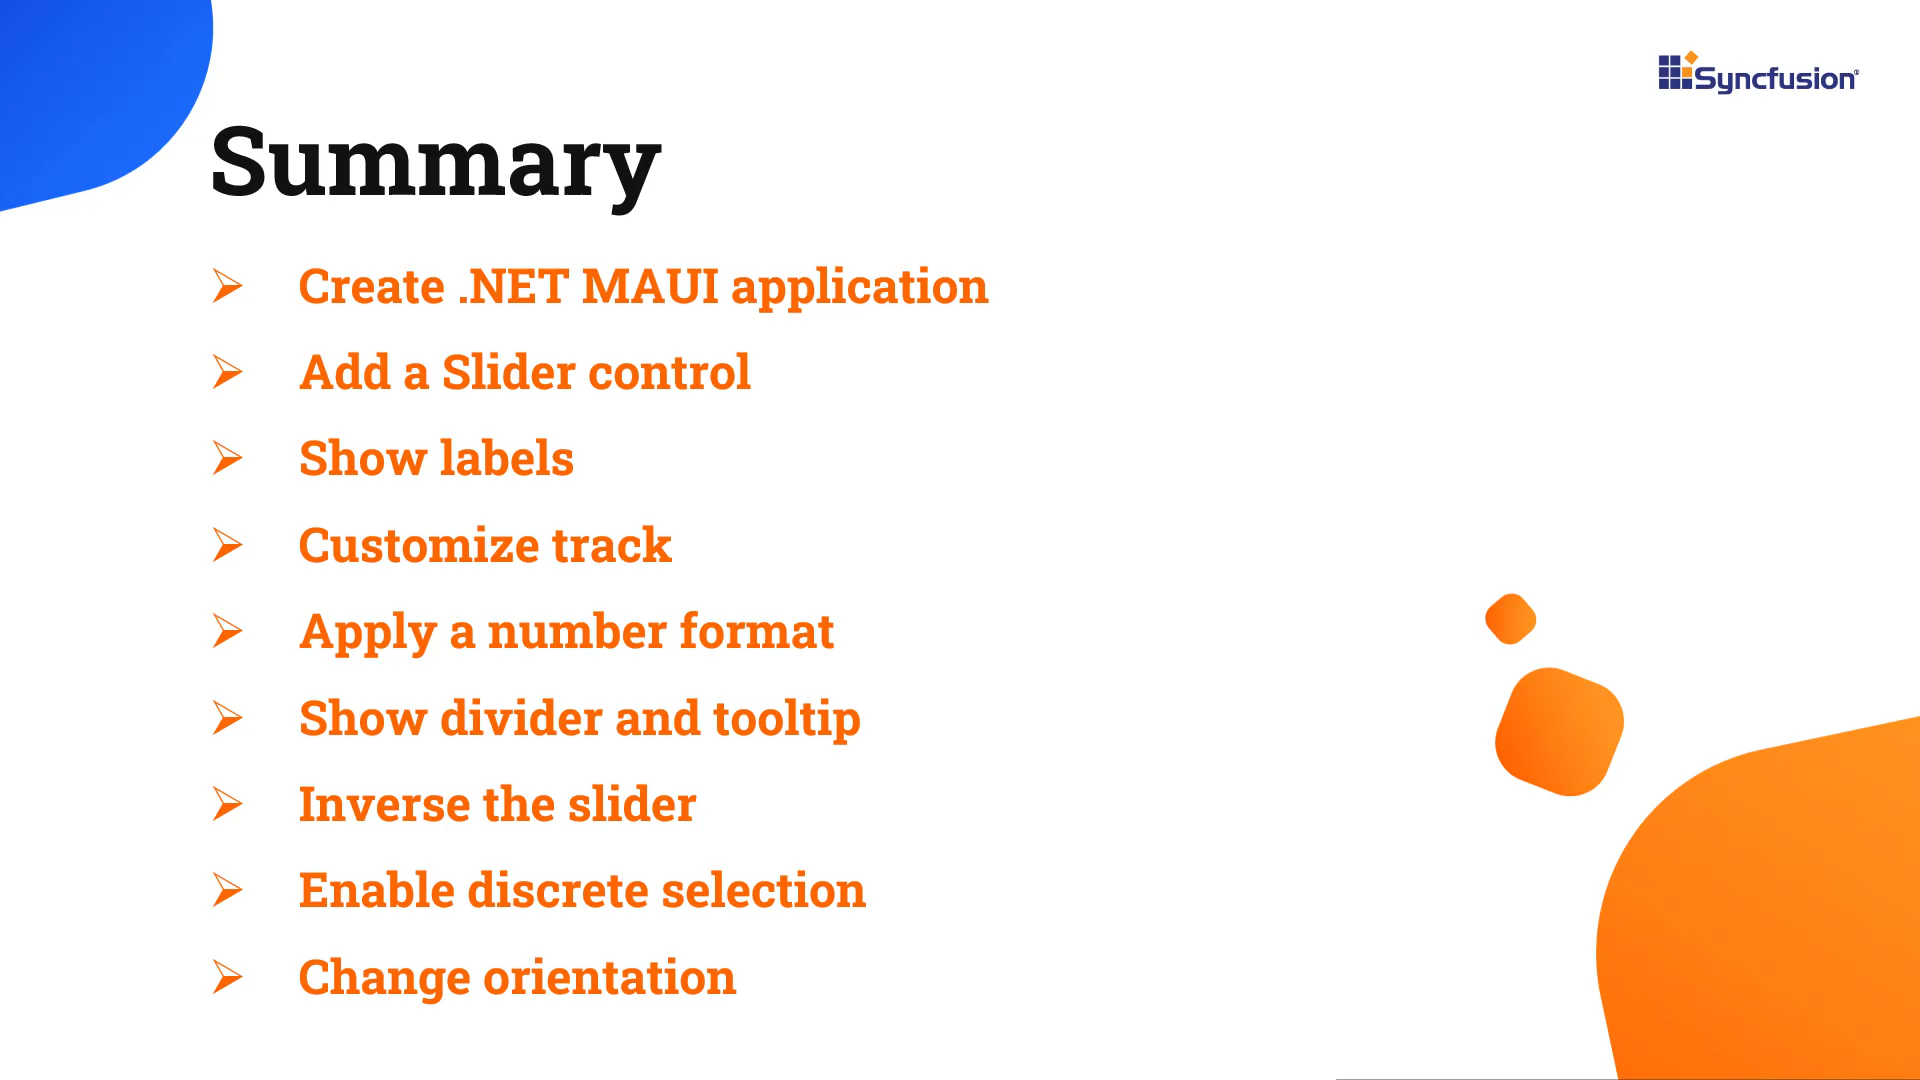 Syncfusion®
Summary
➢ Create .NET MAUI application
➢ Add a Slider control
➢ Show labels
➢ Customize track
➢ Apply a number format
➢ Show divider and tooltip
➢ Inverse the slider
➢ Enable discrete selection
➢ Change orientation